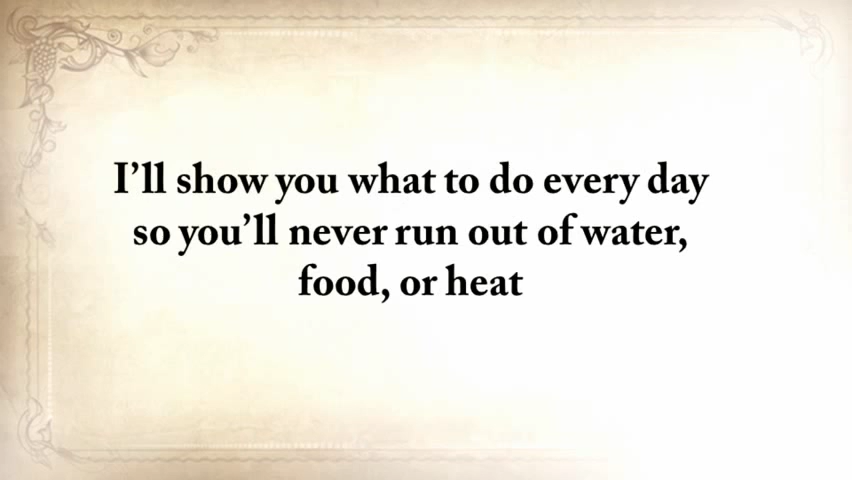 I’ll show you what to do every day
so you’ll never run out of water,
food, or heat